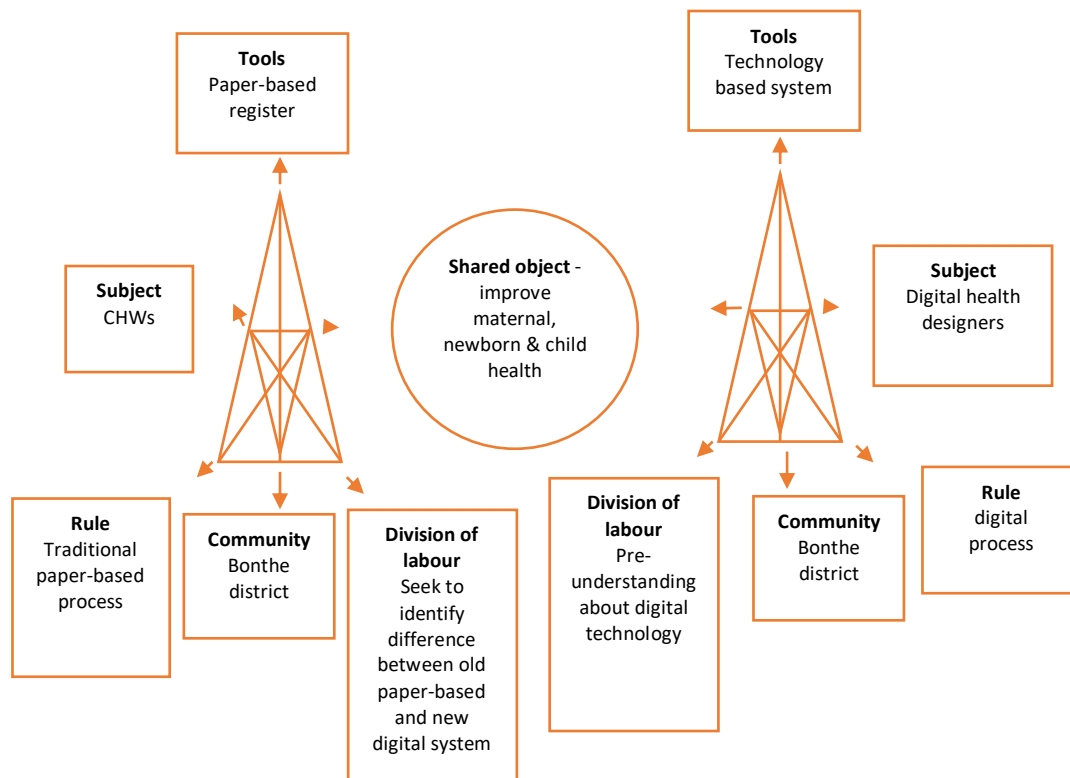 Tools
Paper-based
register
Tools
Technology
based system
Subject
CHWs
Shared object -
improve
maternal,
newborn & child
health
Subject
Digital health
designers
Rule
Traditional
paper-based
process
Community
Bonthe
district
Division of
labour
Seek to
identify
difference
between old
paper-based
and new
digital system
Division of
labour
Pre-
understanding
about digital
technology
Community
Bonthe
district
Rule
digital
process